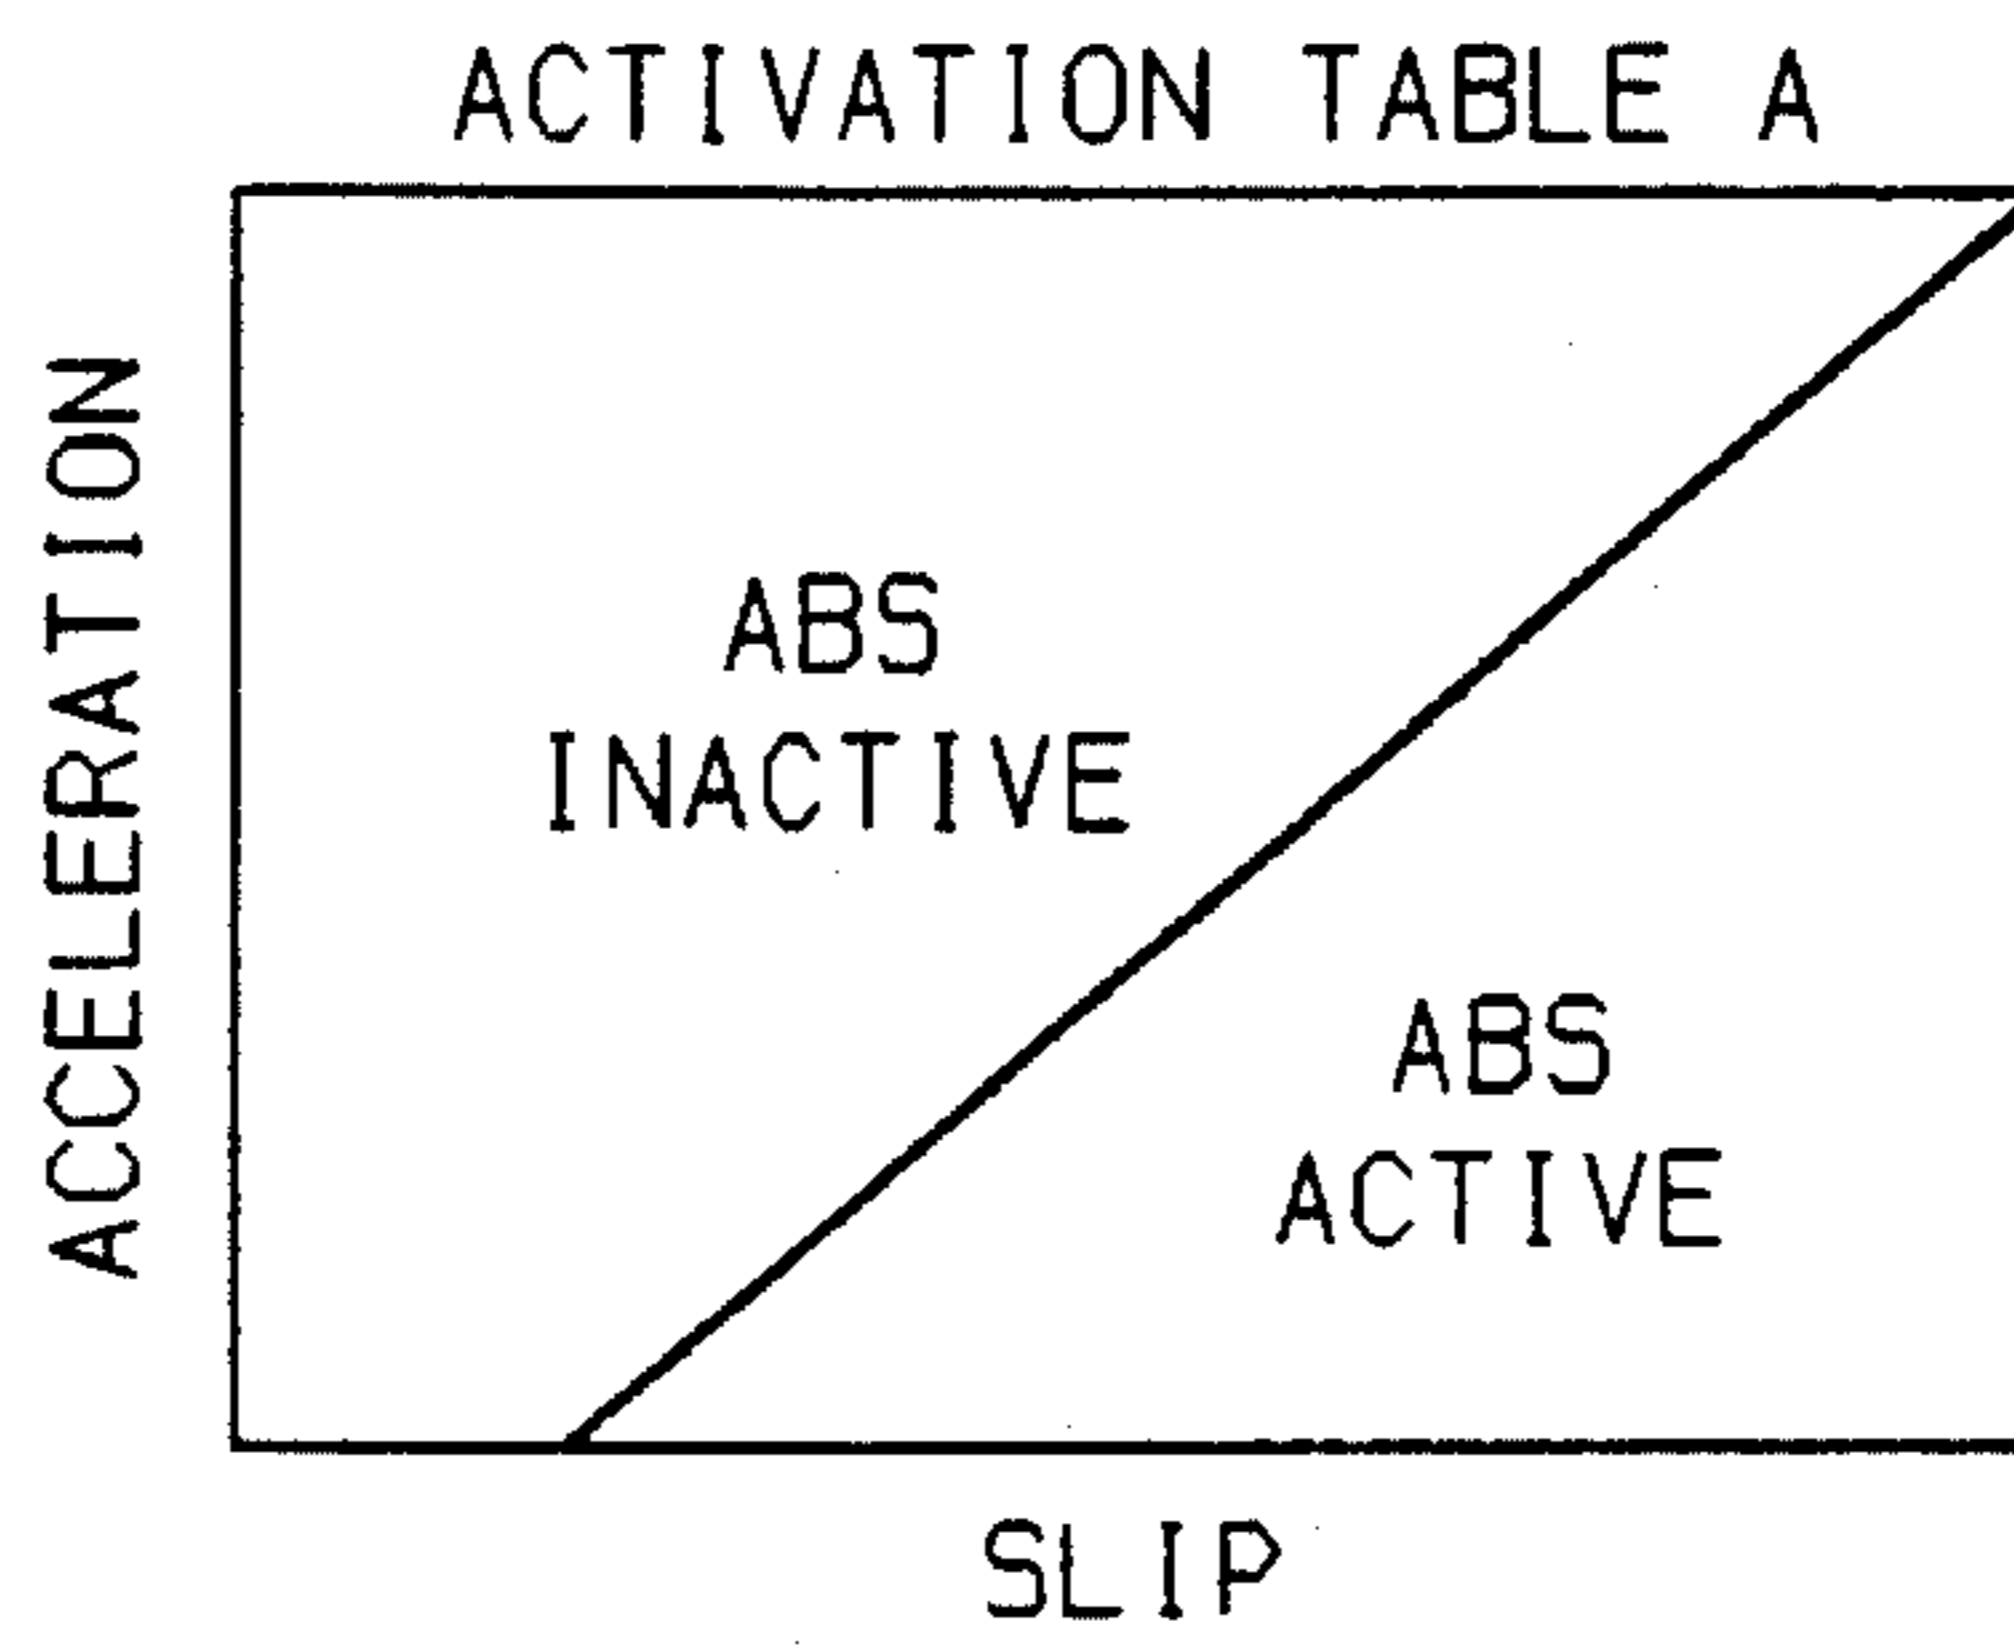 ACTIVATION TABLE A
ACCELERATION
ABS
INACTIVE
ABS
ACTIVE
SLIP